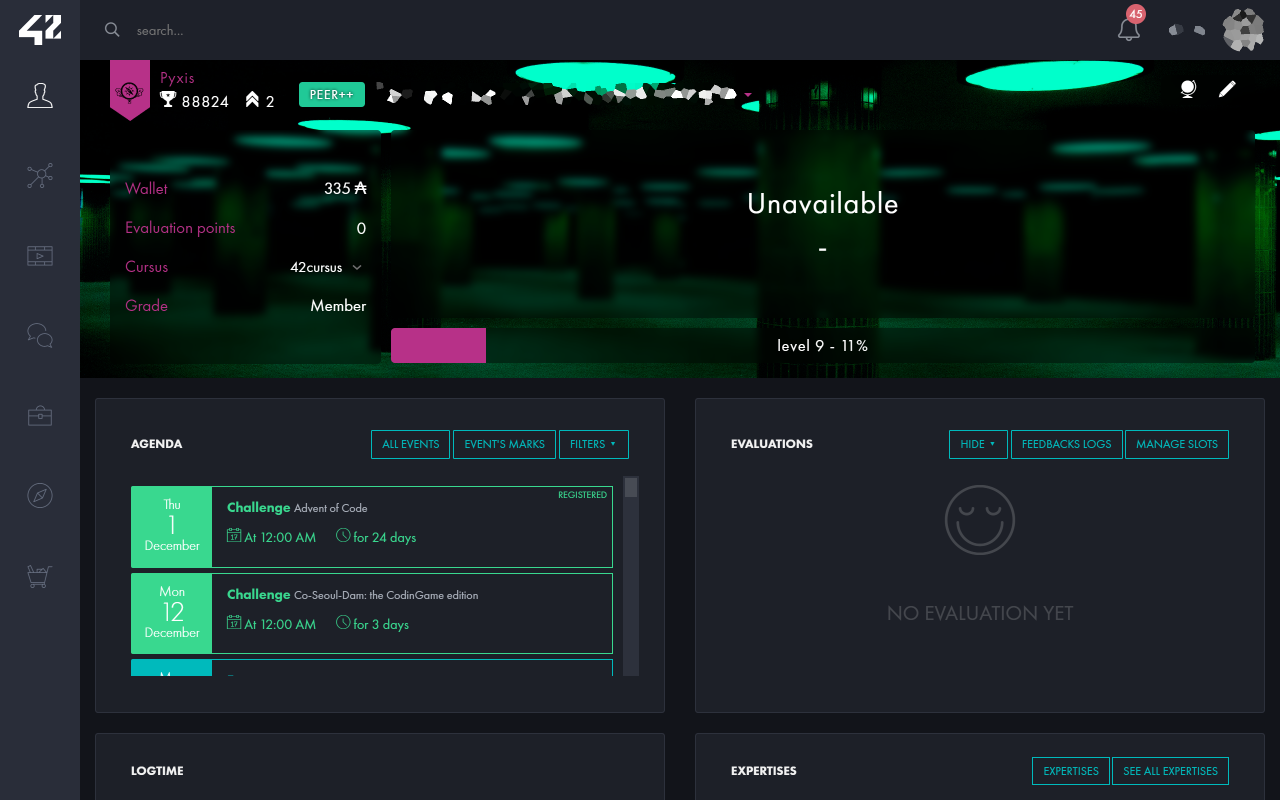 42
search...
45
Pyxis
88824 2 PEER++
Wallet 335 ₳
Evaluation points 0
Cursus 42cursus
Grade Member
Unavailable
-
level 9 - 11%
AGENDA ALL EVENTS EVENT'S MARKS FILTERS
REGISTERED
Thu
1
December
Challenge Advent of Code
17 At 12:00 AM for 24 days
Mon
12
December
Challenge Co-Seoul-Dam: the CodinGame edition
17 At 12:00 AM for 3 days
EVALUATIONS HIDE FEEDBACKS LOGS MANAGE SLOTS
NO EVALUATION YET
LOGTIME
EXPERTISES EXPERTISES SEE ALL EXPERTISES